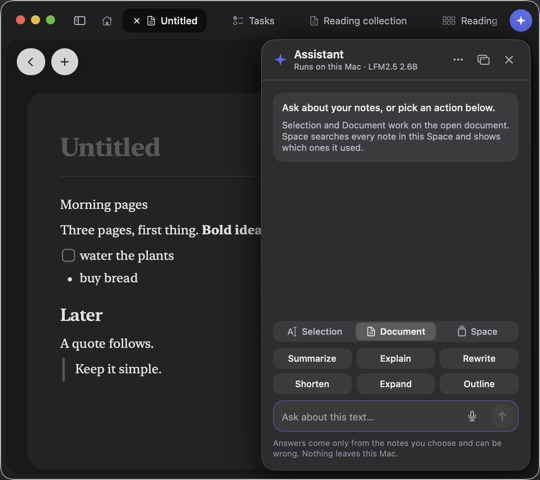 Untitled
Tasks
Reading collection
Reading
Untitled
Morning pages
Three pages, first thing. Bold idea
water the plants
• buy bread
Later
A quote follows.
Keep it simple.
Assistant
Runs on this Mac · LFM2.5 2.6B
Ask about your notes, or pick an action below.
Selection and Document work on the open document.
Space searches every note in this Space and shows
which ones it used.
Selection
Document
Space
Summarize
Explain
Rewrite
Shorten
Expand
Outline
Ask about this text...
Answers come only from the notes you choose and can be
wrong. Nothing leaves this Mac.